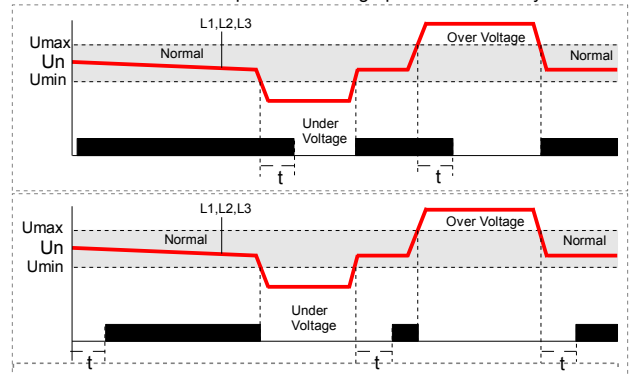 L1,L2,L3
Umax
Over Voltage
Normal
Normal
Un
Umin
Under
Voltage
t
t
L1,L2,L3
Umax
Over Voltage
Normal
Normal
Un
Umin
Under
Voltage
t
t
t